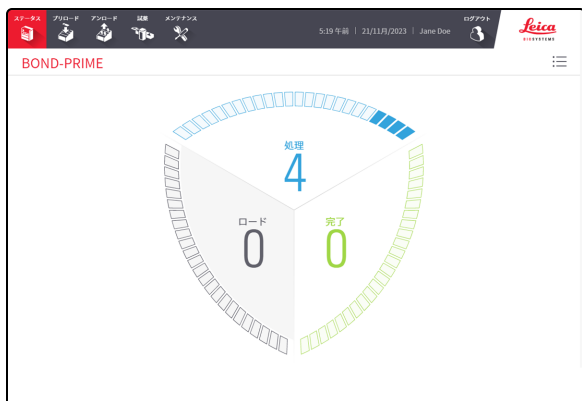 ステータス プリロード アンロード 試薬 メンテナンス ログアウト
5:19 午前 | 21/11月/2023 | Jane Doe
Leica
BIOSYSTEMS
BOND-PRIME
処理
4
ロード 完了
0 0